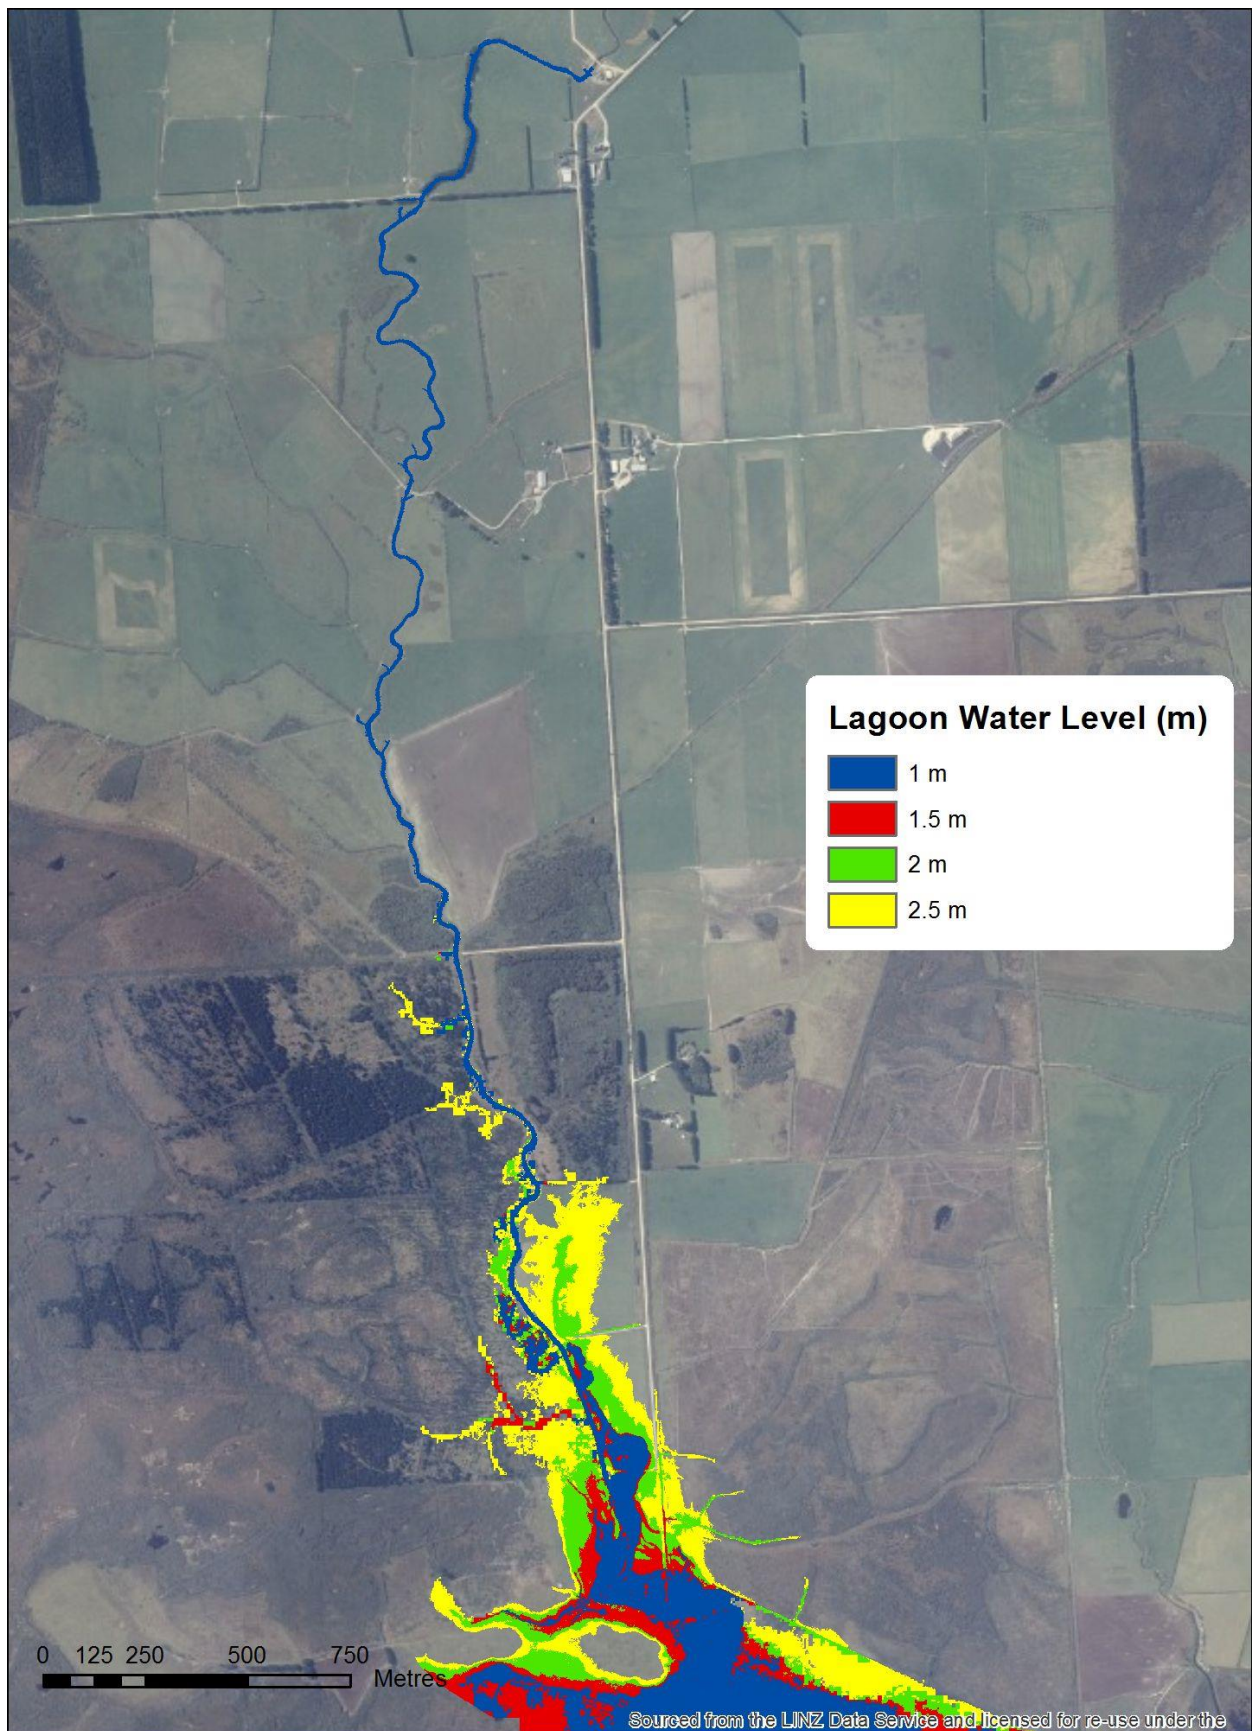 Lagoon Water Level (m)
1 m
1.5 m
2 m
2.5 m
0 125 250 500 750
Metres
Sourced from the LINZ Data Service and licensed for re-use under the